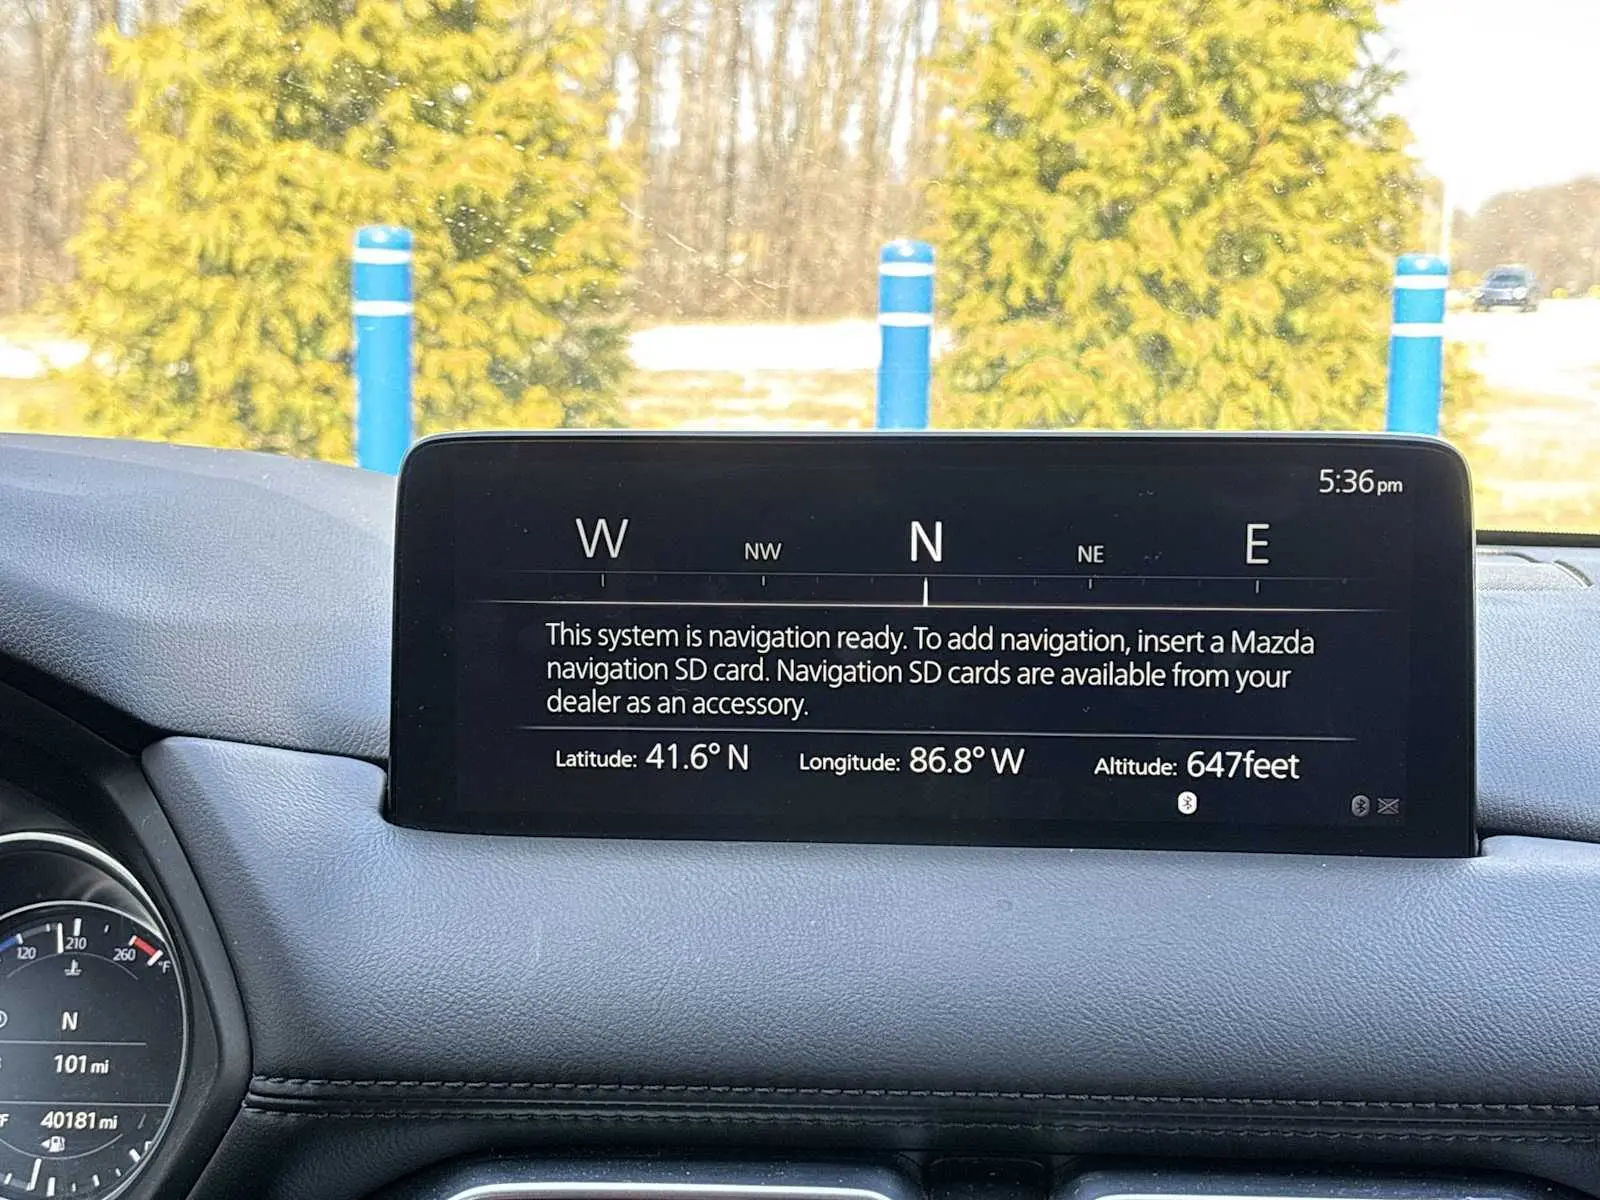 5:36pm
W NW N NE E
This system is navigation ready. To add navigation, insert a Mazda
navigation SD card. Navigation SD cards are available from your
dealer as an accessory.
Latitude: 41.6° N Longitude: 86.8° W Altitude: 647feet
120 210 260 °F
N
101 mi
40181 mi